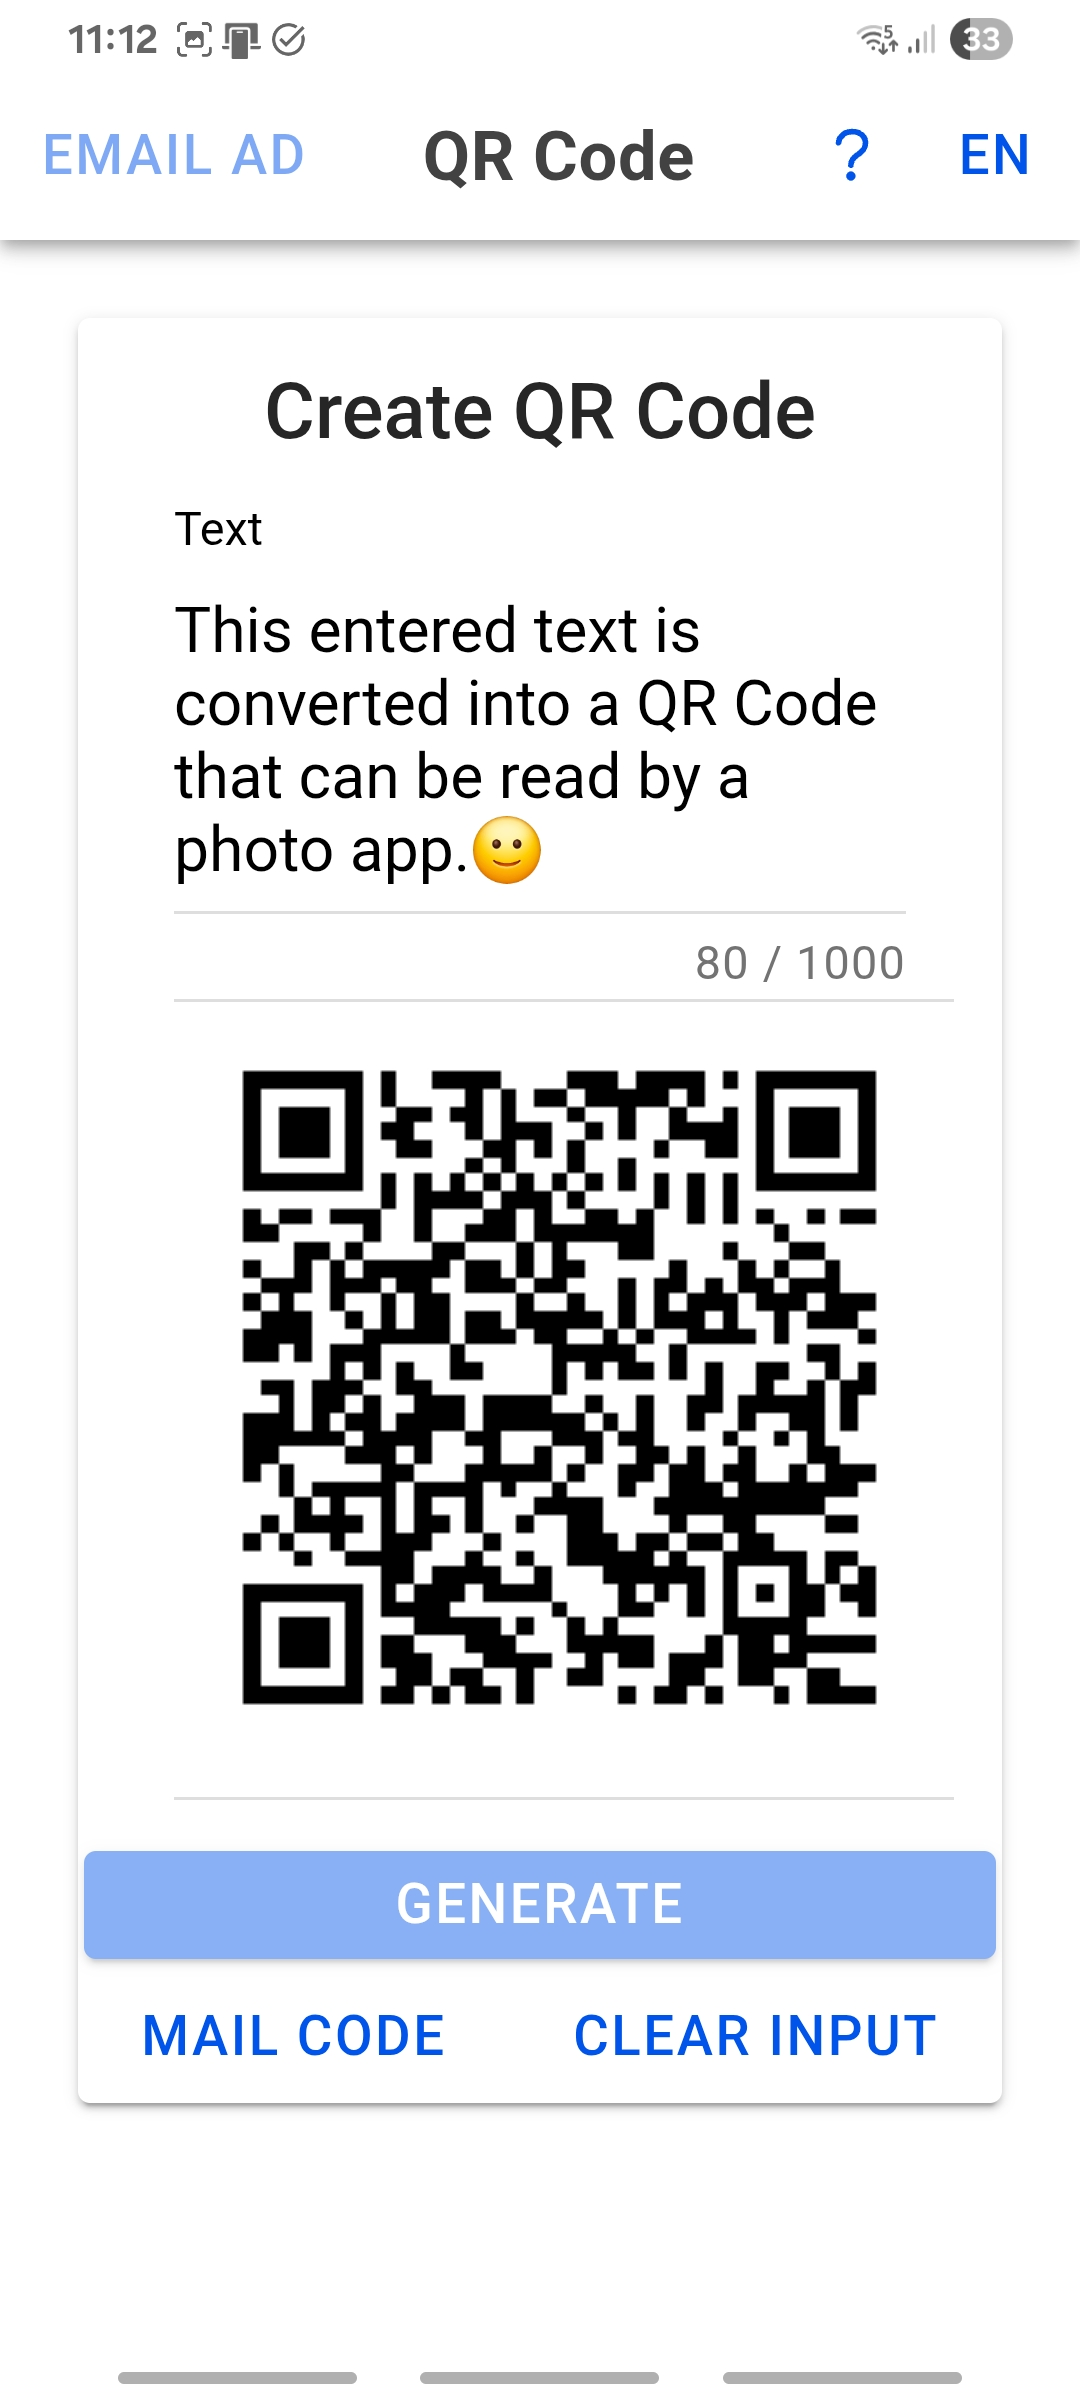 11:12 33
EMAIL AD QR Code ? EN
Create QR Code
Text
This entered text is
converted into a QR Code
that can be read by a
photo app.🙂
80 / 1000
GENERATE
MAIL CODE CLEAR INPUT